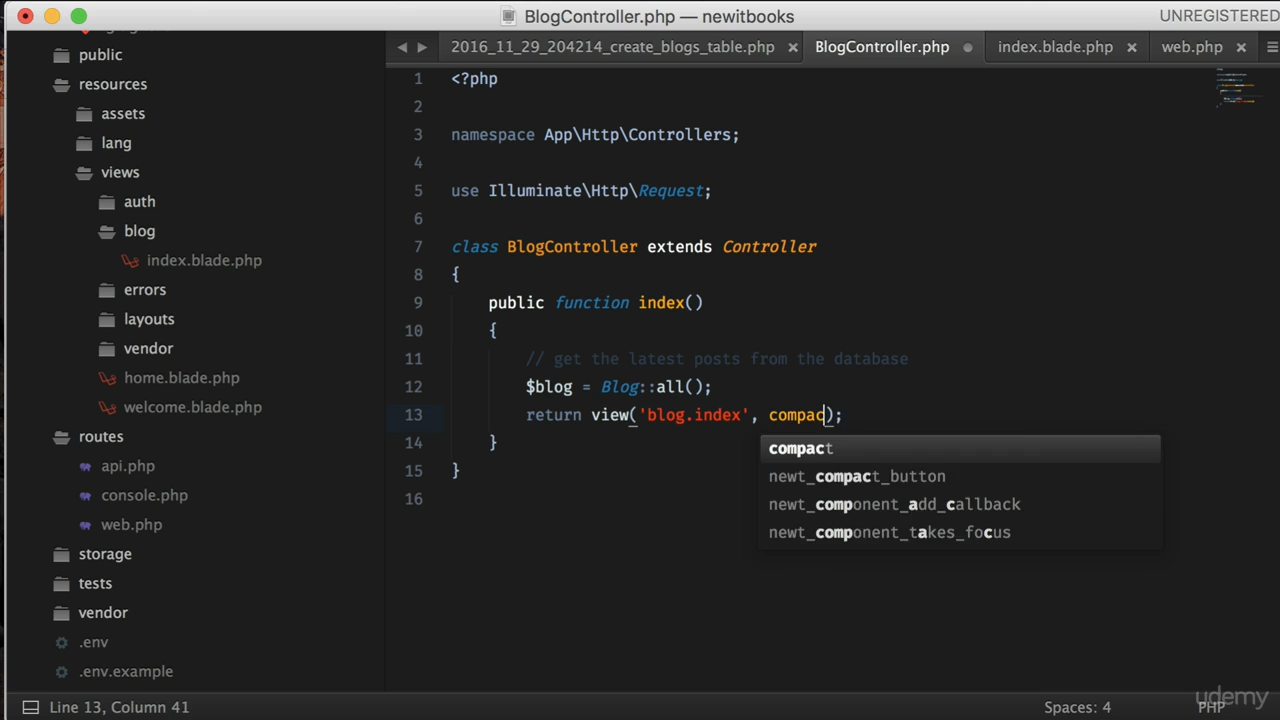 BlogController.php — newitbooks
UNREGISTERED
2016_11_29_204214_create_blogs_table.php
BlogController.php
index.blade.php
web.php
public
resources
assets
lang
views
auth
blog
index.blade.php
errors
layouts
vendor
home.blade.php
welcome.blade.php
routes
api.php
console.php
web.php
storage
tests
vendor
.env
.env.example
1 <?php
2
3 namespace App\Http\Controllers;
4
5 use Illuminate\Http\Request;
6
7 class BlogController extends Controller
8 {
9 public function index()
10 {
11 // get the latest posts from the database
12 $blog = Blog::all();
13 return view('blog.index', compac);
14 }
15 }
16
compact
newt_compact_button
newt_component_add_callback
newt_component_takes_focus
Line 13, Column 41
Spaces: 4
PHP
udemy